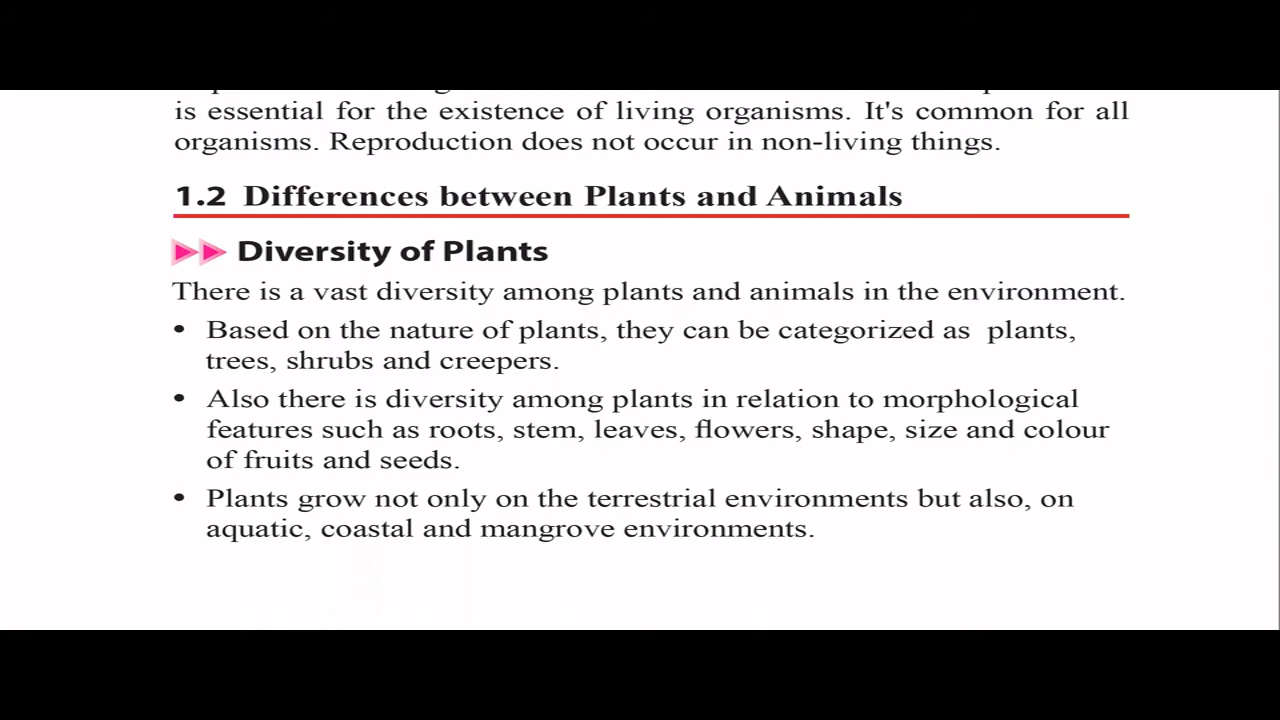 is essential for the existence of living organisms. It's common for all
organisms. Reproduction does not occur in non-living things.
1.2 Differences between Plants and Animals
Diversity of Plants
There is a vast diversity among plants and animals in the environment.
• Based on the nature of plants, they can be categorized as plants,
trees, shrubs and creepers.
• Also there is diversity among plants in relation to morphological
features such as roots, stem, leaves, flowers, shape, size and colour
of fruits and seeds.
• Plants grow not only on the terrestrial environments but also, on
aquatic, coastal and mangrove environments.